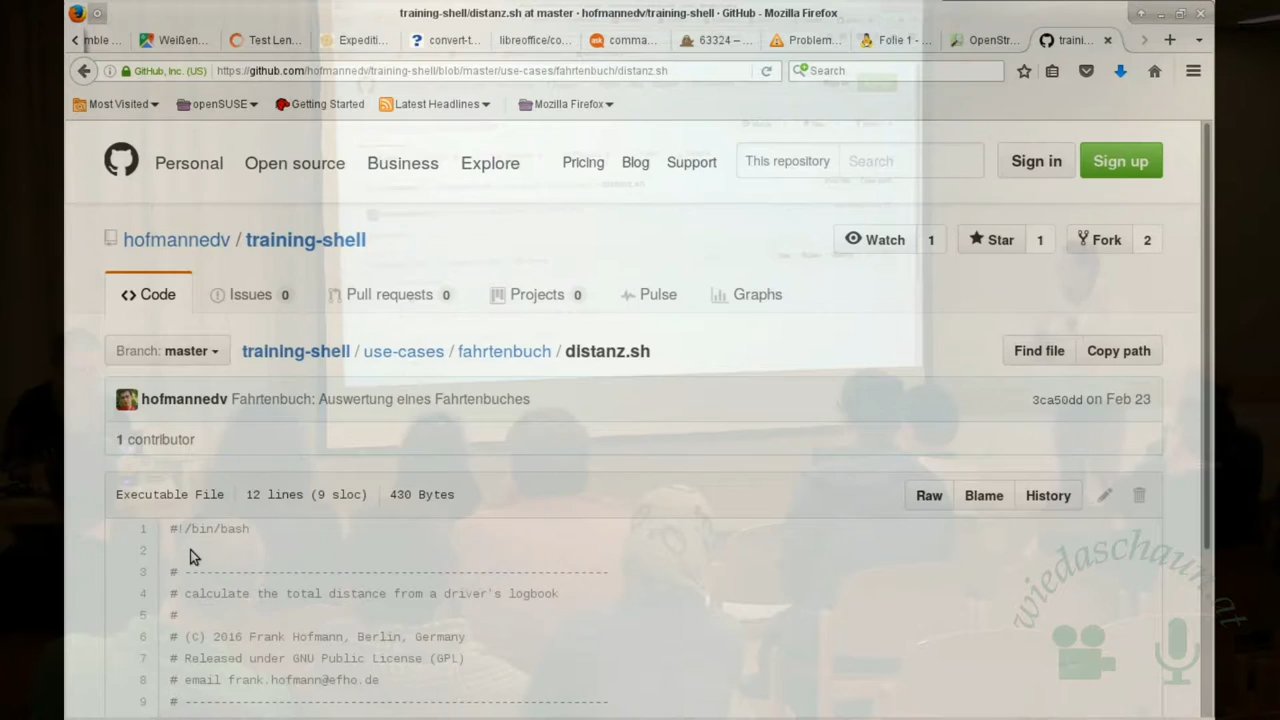 training-shell/distanz.sh at master · hofmannedv/training-shell · GitHub - Mozilla Firefox
mble ... Weißen... Test Len... Expediti... convert-t... libreoffice/co... comma... 63324 – ... Problem... Folie 1 - ... OpenStr... traini...
GitHub, Inc. (US) https://github.com/hofmannedv/training-shell/blob/master/use-cases/fahrtenbuch/distanz.sh Search
Most Visited openSUSE Getting Started Latest Headlines Mozilla Firefox
Personal Open source Business Explore Pricing Blog Support This repository Search Sign in Sign up
hofmannedv / training-shell Watch 1 Star 1 Fork 2
Code Issues 0 Pull requests 0 Projects 0 Pulse Graphs
Branch: master training-shell / use-cases / fahrtenbuch / distanz.sh Find file Copy path
hofmannedv Fahrtenbuch: Auswertung eines Fahrtenbuches 3ca50dd on Feb 23
1 contributor
Executable File 12 lines (9 sloc) 430 Bytes Raw Blame History
1 #!/bin/bash
2
3 # ---------------------------------------------------------
4 # calculate the total distance from a driver's logbook
5 #
6 # (C) 2016 Frank Hofmann, Berlin, Germany
7 # Released under GNU Public License (GPL)
8 # email frank.hofmann@efho.de
9 # ---------------------------------------------------------
wiedaschaun.at